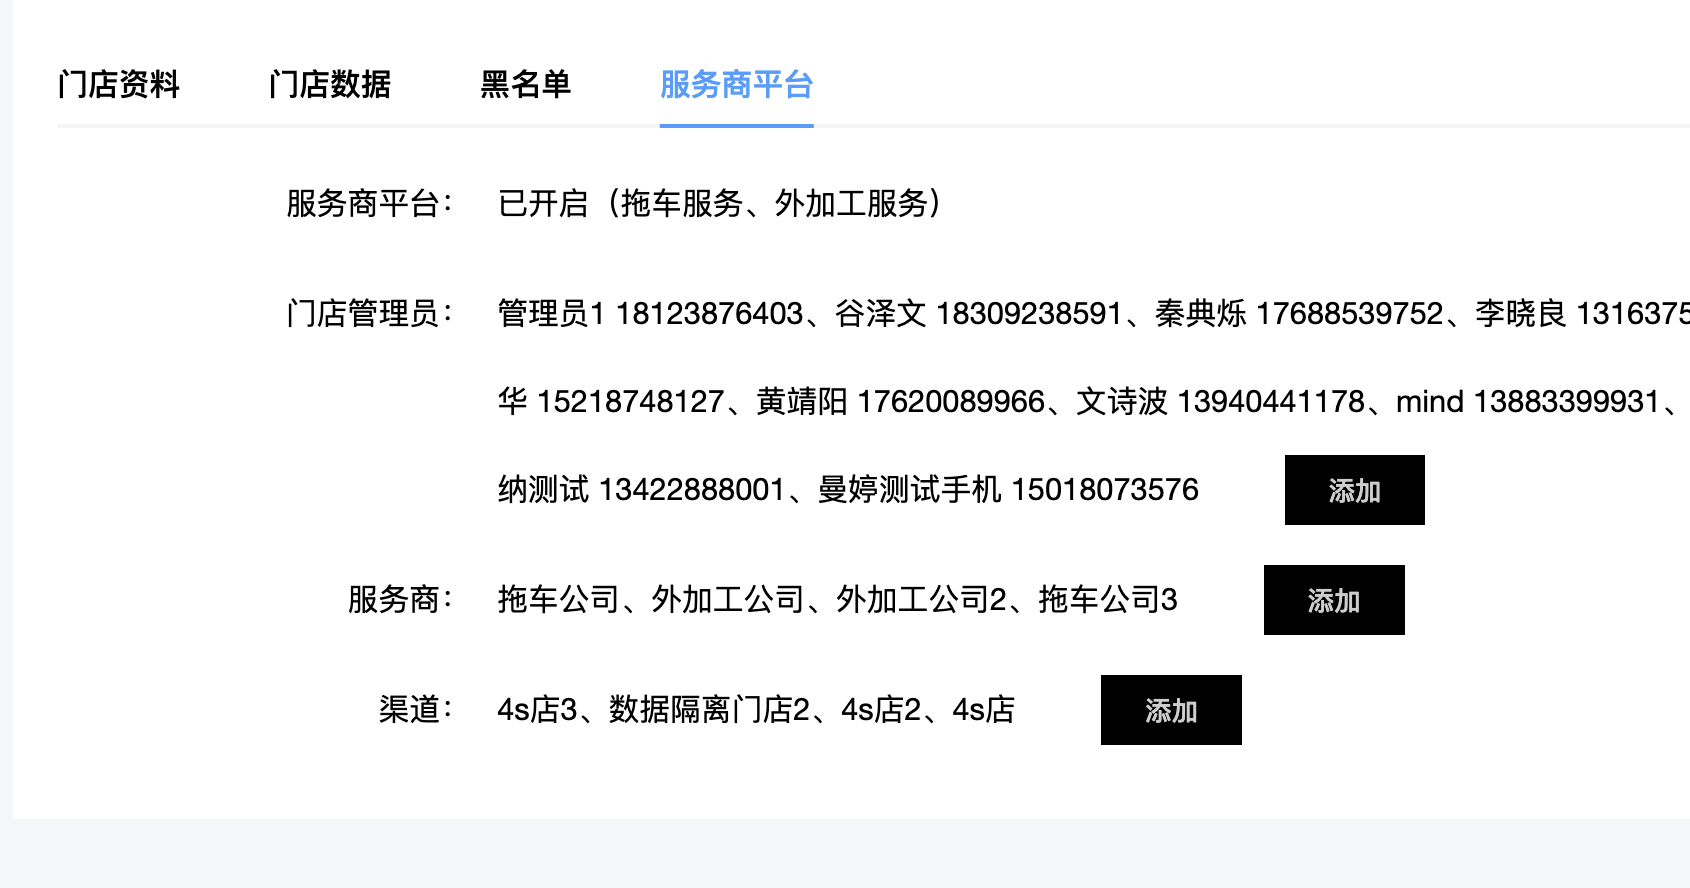 门店资料 门店数据 黑名单 服务商平台
服务商平台： 已开启（拖车服务、外加工服务）
门店管理员： 管理员1 18123876403、谷泽文 18309238591、秦典烁 17688539752、李晓良 1316375
华 15218748127、黄靖阳 17620089966、文诗波 13940441178、mind 13883399931、
纳测试 13422888001、曼婷测试手机 15018073576 添加
服务商： 拖车公司、外加工公司、外加工公司2、拖车公司3 添加
渠道： 4s店3、数据隔离门店2、4s店2、4s店 添加